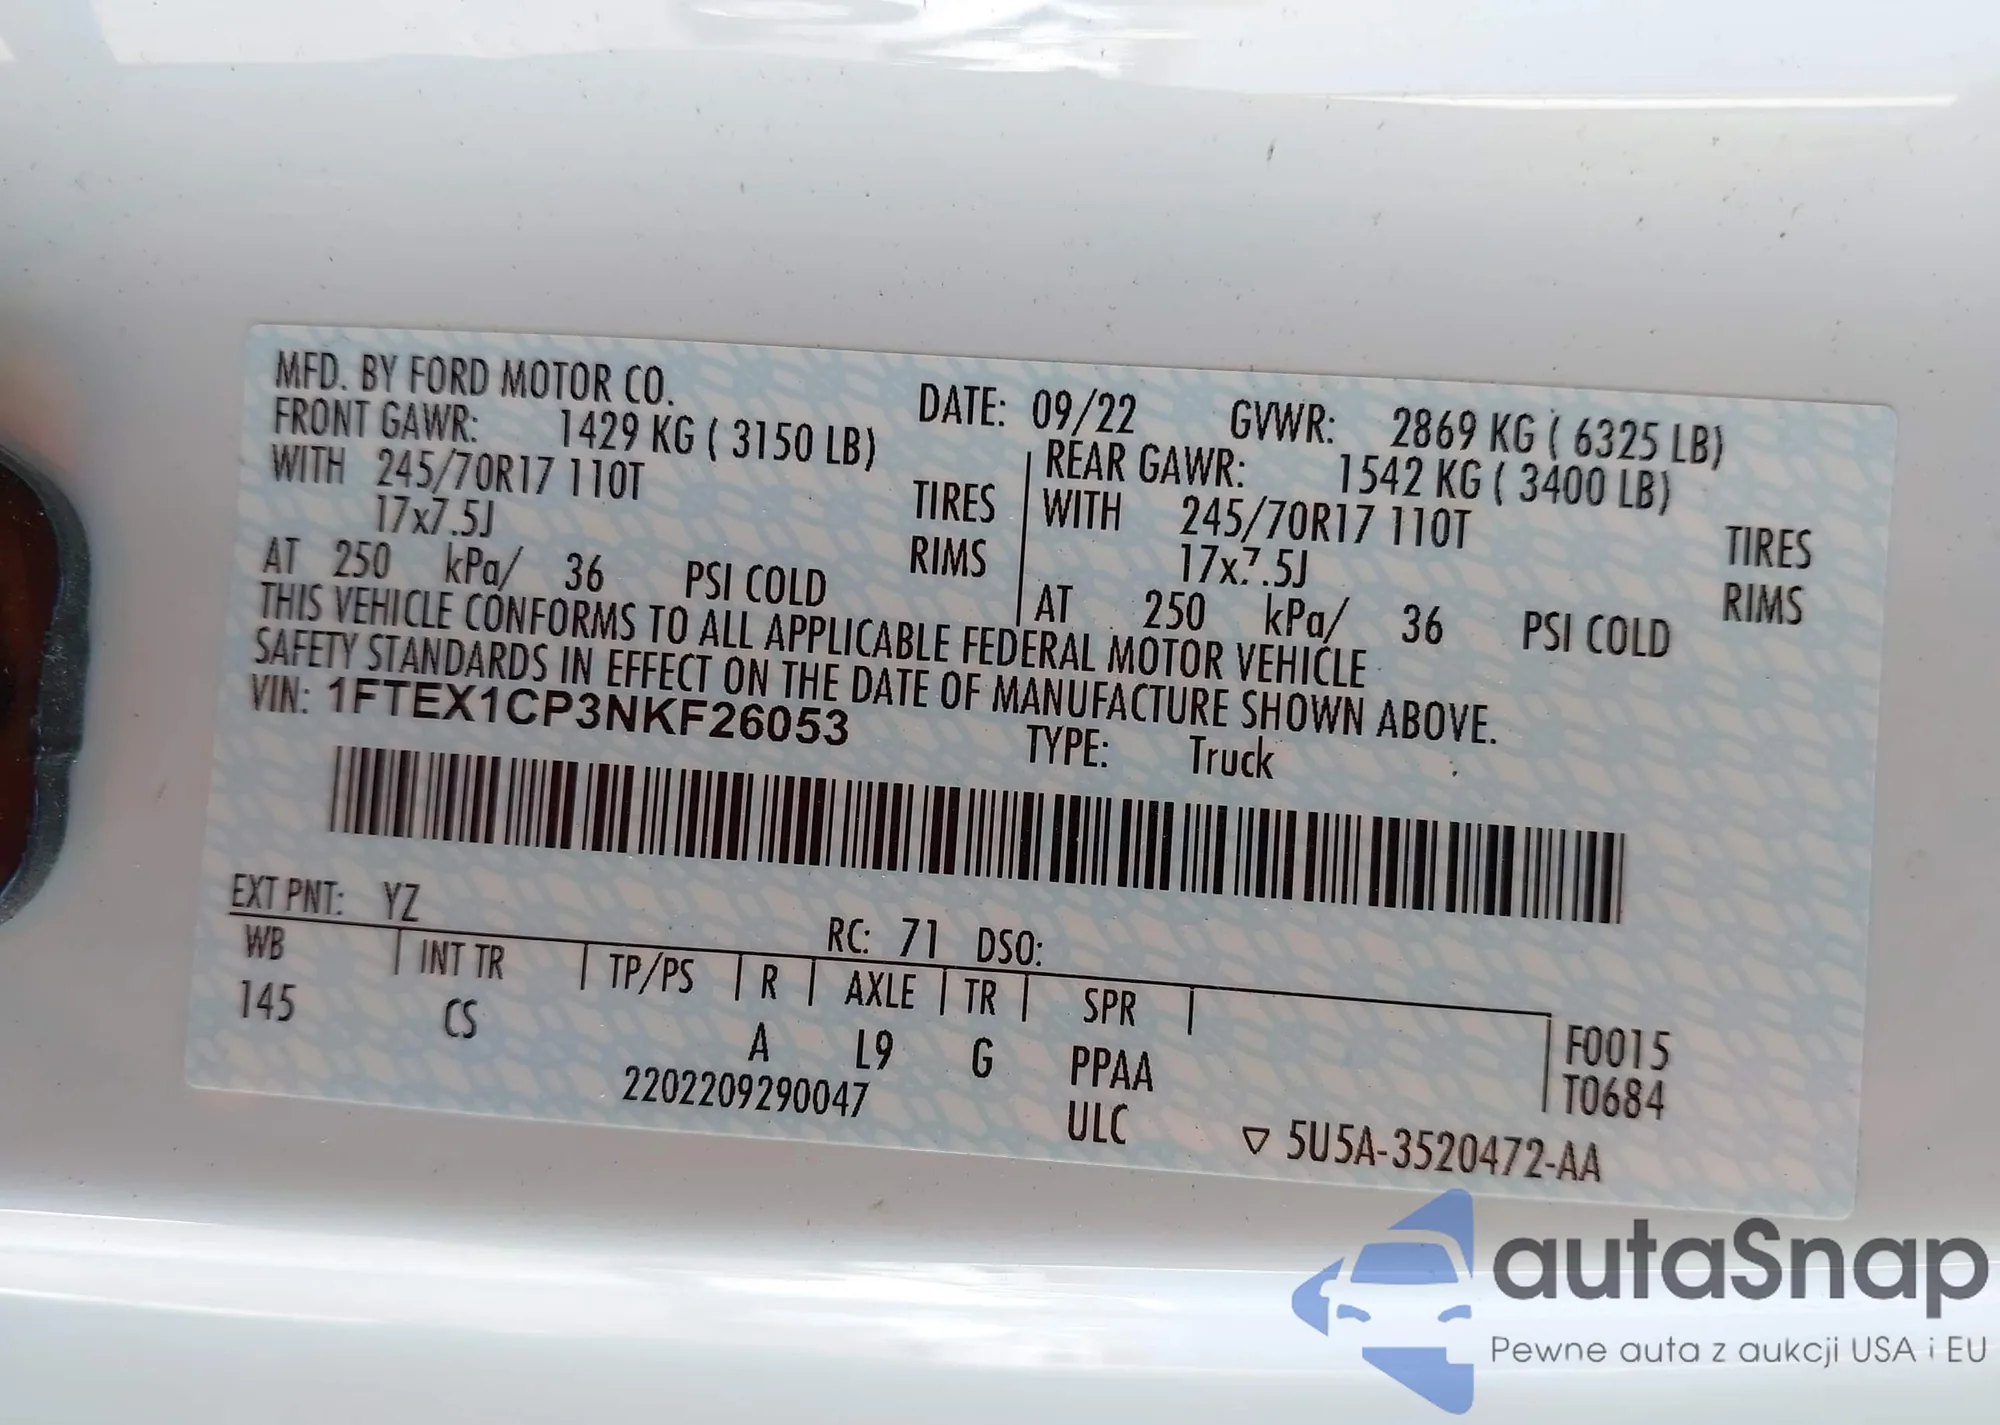 MFD. BY FORD MOTOR CO.
DATE: 09/22 GVWR: 2869 KG ( 6325 LB)
FRONT GAWR: 1429 KG ( 3150 LB)
WITH 245/70R17 110T TIRES
17x7.5J RIMS
AT 250 kPa/ 36 PSI COLD
REAR GAWR: 1542 KG ( 3400 LB)
WITH 245/70R17 110T TIRES
17x7.5J RIMS
AT 250 kPa/ 36 PSI COLD
THIS VEHICLE CONFORMS TO ALL APPLICABLE FEDERAL MOTOR VEHICLE
SAFETY STANDARDS IN EFFECT ON THE DATE OF MANUFACTURE SHOWN ABOVE.
VIN: 1FTEX1CP3NKF26053
TYPE: Truck
EXT PNT: YZ RC: 71 DSO:
WB INT TR TP/PS R AXLE TR SPR
145 CS A L9 G PPAA
F0015
T0684
2202209290047
ULC
▽ 5U5A-3520472-AA
autaSnap
Pewne auta z aukcji USA i EU